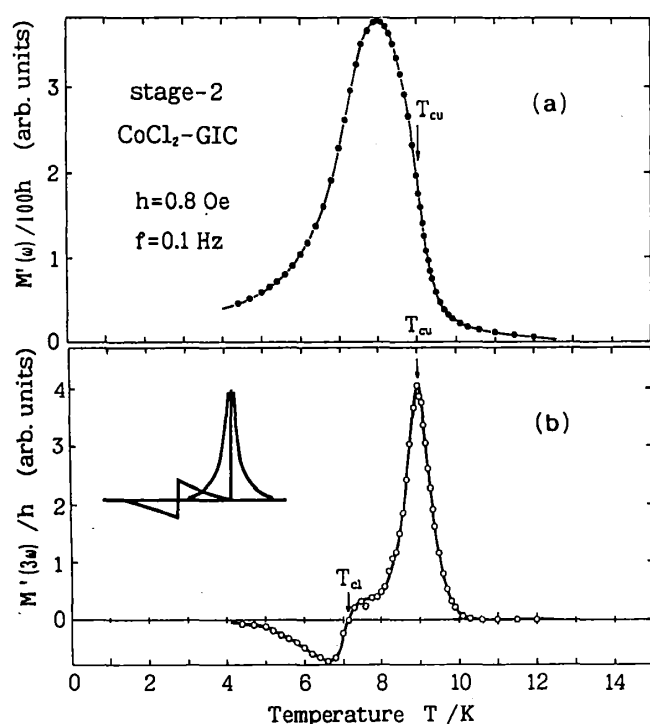 M'(ω)/100h (arb. units)
3
2
1
0
stage-2
CoCl₂-GIC
h=0.8 Oe
f=0.1 Hz
T_cu
(a)
T_cu
M'(3ω)/h (arb. units)
4
3
2
1
0
(b)
T_cl
0 2 4 6 8 10 12 14
Temperature T /K